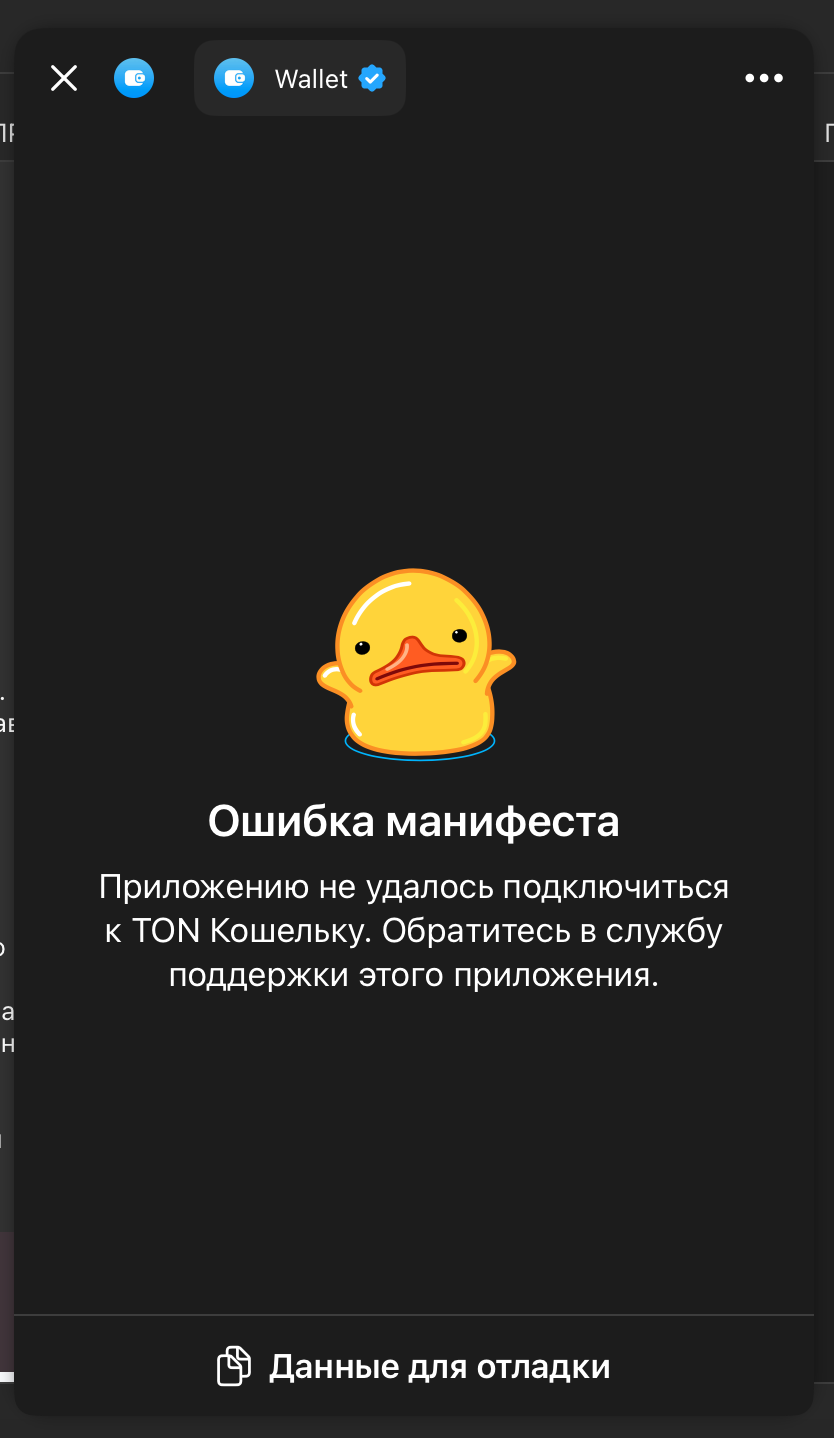 Wallet
Ошибка манифеста
Приложению не удалось подключиться
к TON Кошельку. Обратитесь в службу
поддержки этого приложения.
Данные для отладки